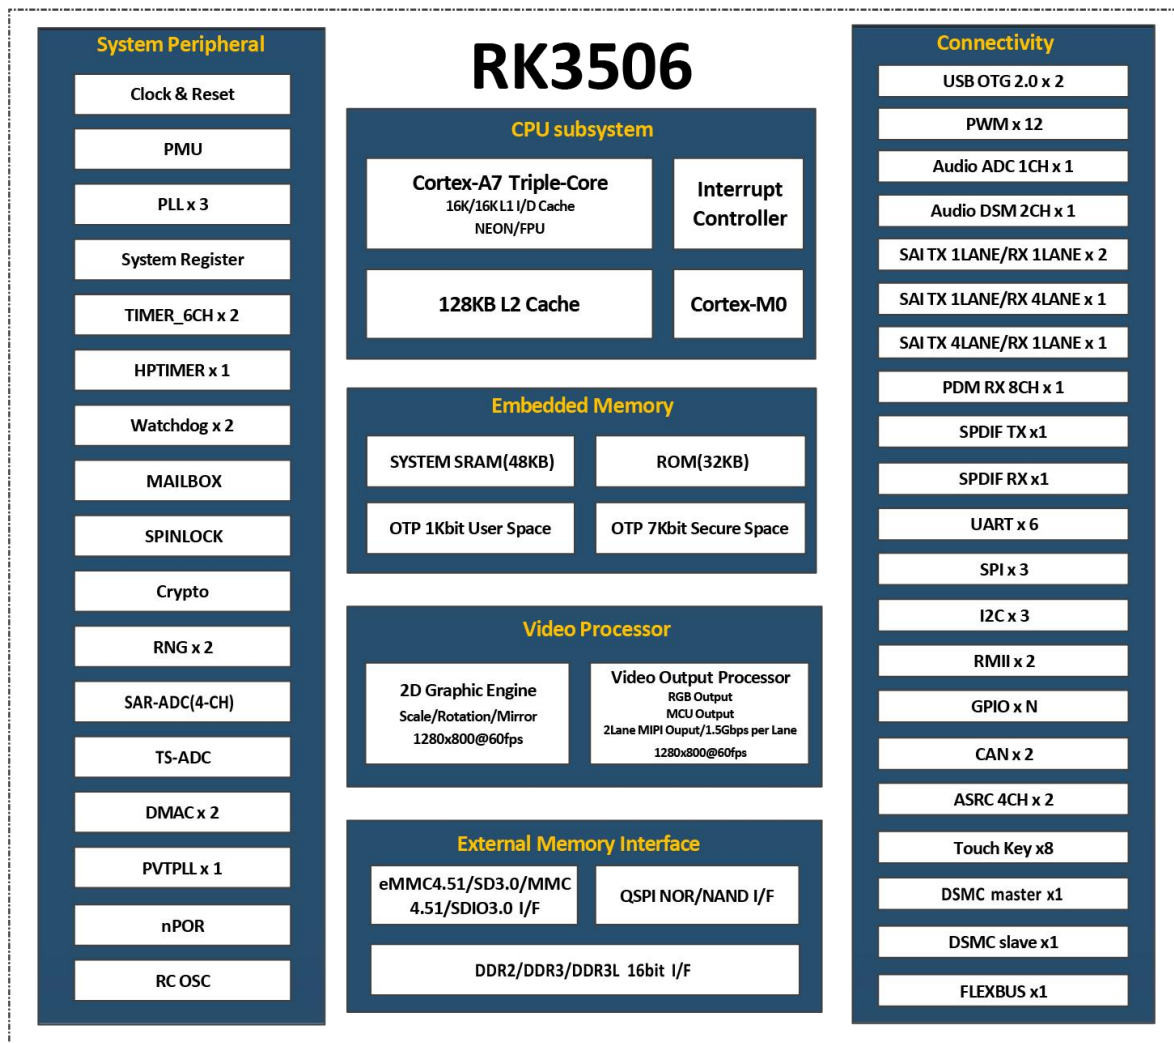 RK3506
System Peripheral
Clock & Reset
PMU
PLL x 3
System Register
TIMER_6CH x 2
HPTIMER x 1
Watchdog x 2
MAILBOX
SPINLOCK
Crypto
RNG x 2
SAR-ADC(4-CH)
TS-ADC
DMAC x 2
PVTPLL x 1
nPOR
RC OSC
CPU subsystem
Cortex-A7 Triple-Core
16K/16K L1 I/D Cache
NEON/FPU
Interrupt
Controller
128KB L2 Cache
Cortex-M0
Embedded Memory
SYSTEM SRAM(48KB)
ROM(32KB)
OTP 1Kbit User Space
OTP 7Kbit Secure Space
Video Processor
2D Graphic Engine
Scale/Rotation/Mirror
1280x800@60fps
Video Output Processor
RGB Output
MCU Output
2Lane MIPI Ouput/1.5Gbps per Lane
1280x800@60fps
External Memory Interface
eMMC4.51/SD3.0/MMC
4.51/SDIO3.0 I/F
QSPI NOR/NAND I/F
DDR2/DDR3/DDR3L 16bit I/F
Connectivity
USB OTG 2.0 x 2
PWM x 12
Audio ADC 1CH x 1
Audio DSM 2CH x 1
SAI TX 1LANE/RX 1LANE x 2
SAI TX 1LANE/RX 4LANE x 1
SAI TX 4LANE/RX 1LANE x 1
PDM RX 8CH x 1
SPDIF TX x1
SPDIF RX x1
UART x 6
SPI x 3
I2C x 3
RMII x 2
GPIO x N
CAN x 2
ASRC 4CH x 2
Touch Key x8
DSMC master x1
DSMC slave x1
FLEXBUS x1